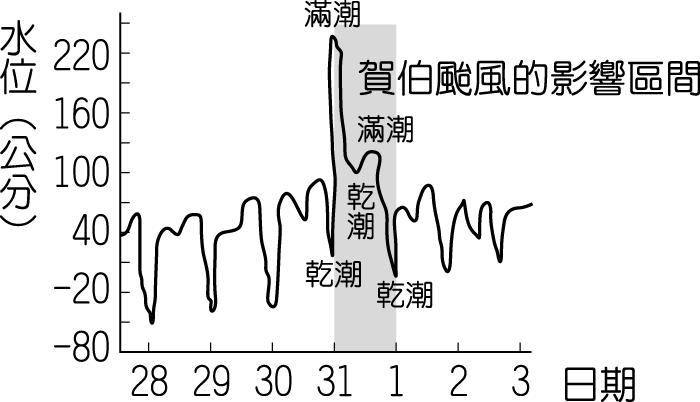 水位（公分）
220
160
100
40
-20
-80
滿潮
賀伯颱風的影響區間
滿潮
乾潮
乾潮
乾潮
28 29 30 31 1 2 3 日期